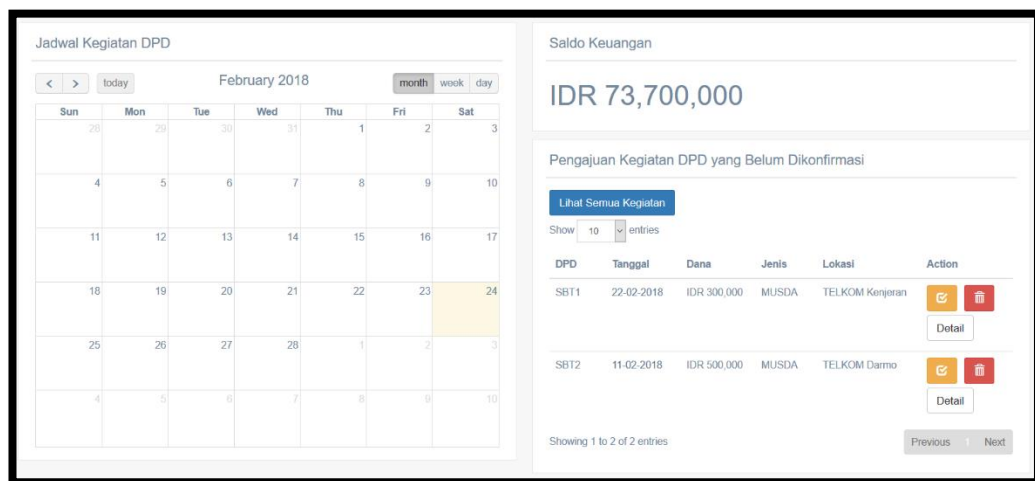 Jadwal Kegiatan DPD
< > today February 2018 month week day
Sun Mon Tue Wed Thu Fri Sat
28 29 30 31 1 2 3
4 5 6 7 8 9 10
11 12 13 14 15 16 17
18 19 20 21 22 23 24
25 26 27 28 1 2 3
4 5 6 7 8 9 10
Saldo Keuangan
IDR 73,700,000
Pengajuan Kegiatan DPD yang Belum Dikonfirmasi
Lihat Semua Kegiatan
Show 10 entries
DPD Tanggal Dana Jenis Lokasi Action
SBT1 22-02-2018 IDR 300,000 MUSDA TELKOM Kenjeran
Detail
SBT2 11-02-2018 IDR 500,000 MUSDA TELKOM Darmo
Detail
Showing 1 to 2 of 2 entries Previous 1 Next